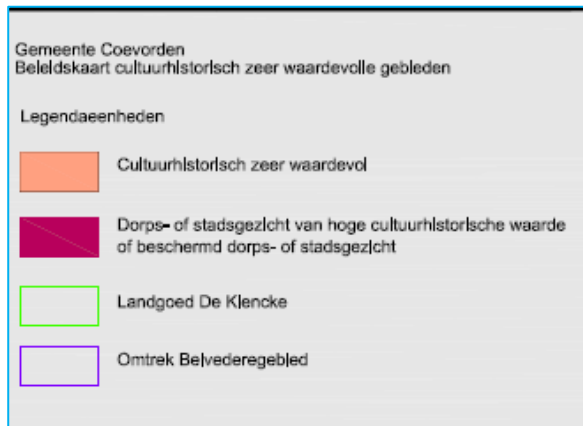 Gemeente Coevorden
Beleidskaart cultuurhistorisch zeer waardevolle gebieden
Legendaeenheden
Cultuurhistorisch zeer waardevol
Dorps- of stadsgezicht van hoge cultuurhistorische waarde
of beschermd dorps- of stadsgezicht
Landgoed De Klencke
Omtrek Belvederegebied